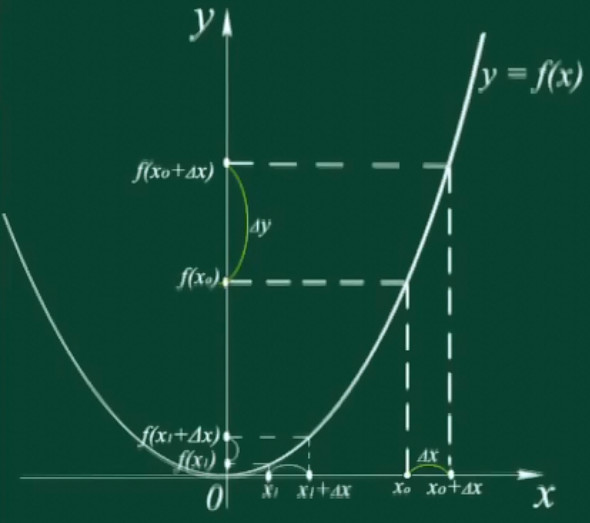 y
y = f(x)
f(x₀+Δx)
Δy
f(x₀)
f(x₁+Δx)
f(x₁)
Δx
0
x₁
x₁+Δx
x₀
x₀+Δx
x